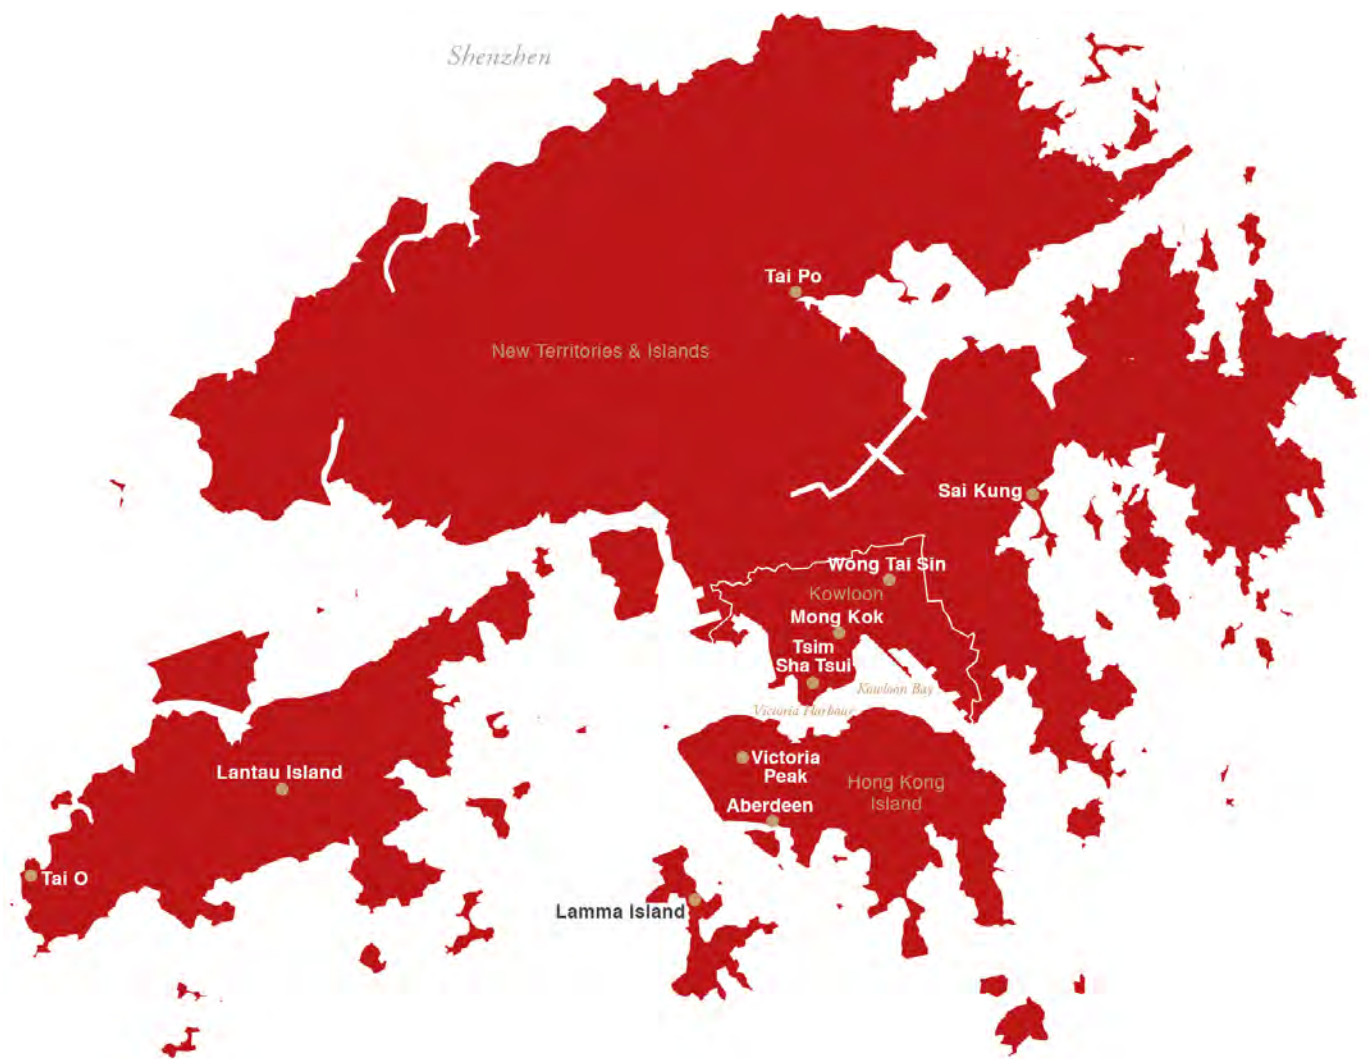 Shenzhen
Tai Po
New Territories & Islands
Sai Kung
Wong Tai Sin
Kowloon
Mong Kok
Tsim
Sha Tsui
Kowloon Bay
Victoria Harbour
Victoria
Peak
Hong Kong
Island
Lantau Island
Aberdeen
Tai O
Lamma Island